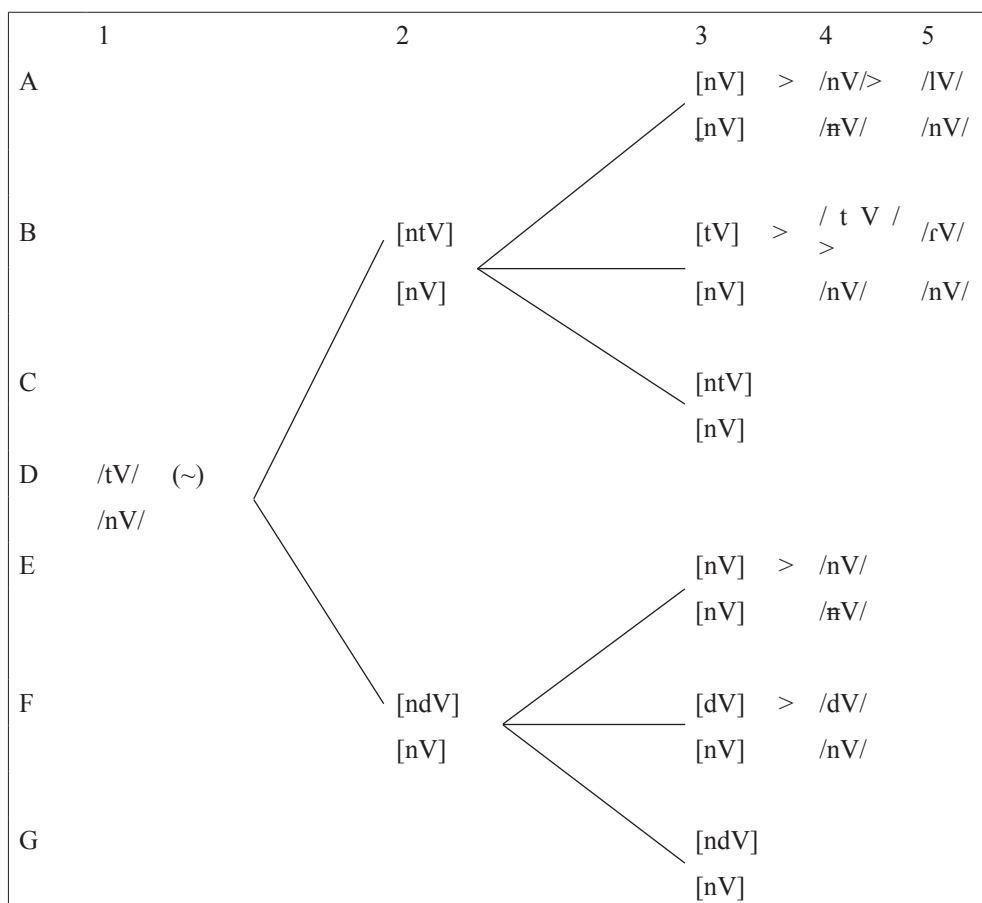 1 2 3 4 5
A [nV] > /nV/> /lV/
[n̠V] /n̶V/ /nV/
B [ntV] [tV] > / t V / > /ɾV/
[nV] [nV] /nV/ /nV/
C [ntV]
[nV]
D /tV/ (~)
/nV/
E [nV] > /nV/
[nV] /n̶V/
F [ndV] [dV] > /dV/
[nV] [nV] /nV/
G [ndV]
[nV]